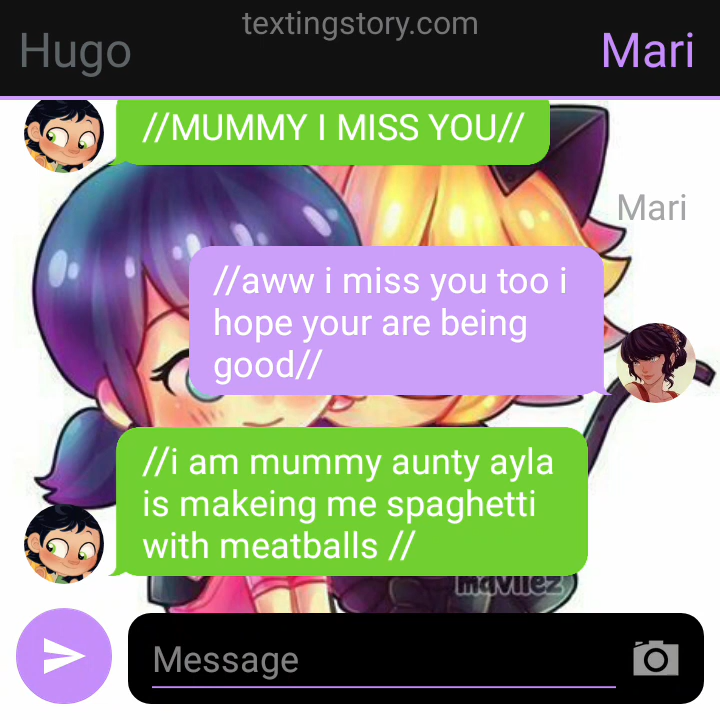 textingstory.com
Hugo
Mari
//MUMMY I MISS YOU//
Mari
//aww i miss you too i
hope your are being
good//
//i am mummy aunty ayla
is makeing me spaghetti
with meatballs //
mavilez
Message